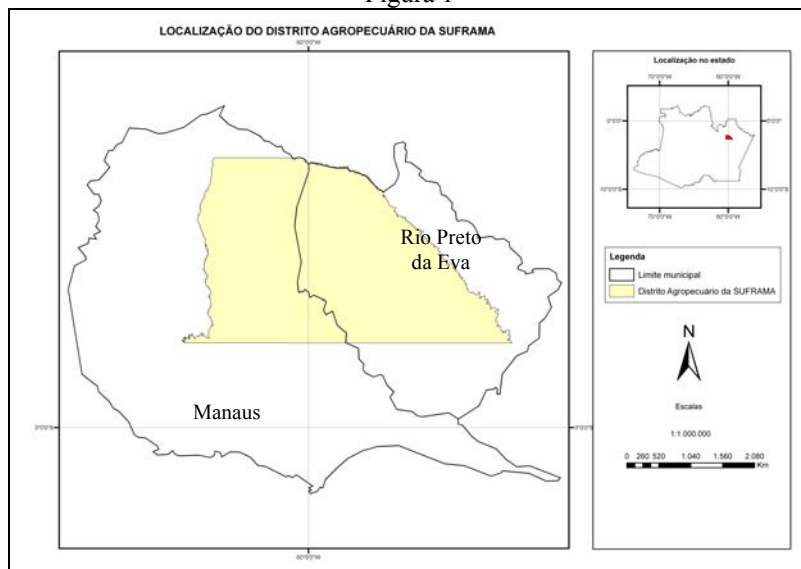 Figura 1
LOCALIZAÇÃO DO DISTRITO AGROPECUÁRIO DA SUFRAMA
60°0'0"W
Rio Preto
da Eva
Manaus
3°0'0"S
3°0'0"S
60°0'0"W
Localização no estado
70°0'0"W
60°0'0"W
0°0'0"
0°0'0"
10°0'0"S
10°0'0"S
70°0'0"W
60°0'0"W
Legenda
Limite municipal
Distrito Agropecuário da SUFRAMA
N
Escalas
1:1.000.000
0 260 520 1.040 1.560 2.080
Km